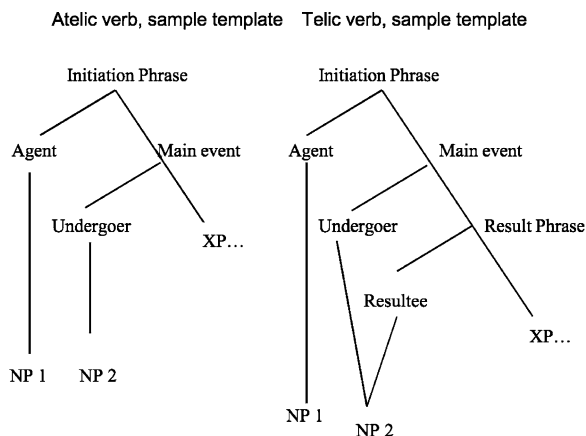 Atelic verb, sample template
Telic verb, sample template
Initiation Phrase
Agent
Main event
Undergoer
XP…
NP 1
NP 2
Initiation Phrase
Agent
Main event
Undergoer
Result Phrase
Resultee
XP…
NP 1
NP 2